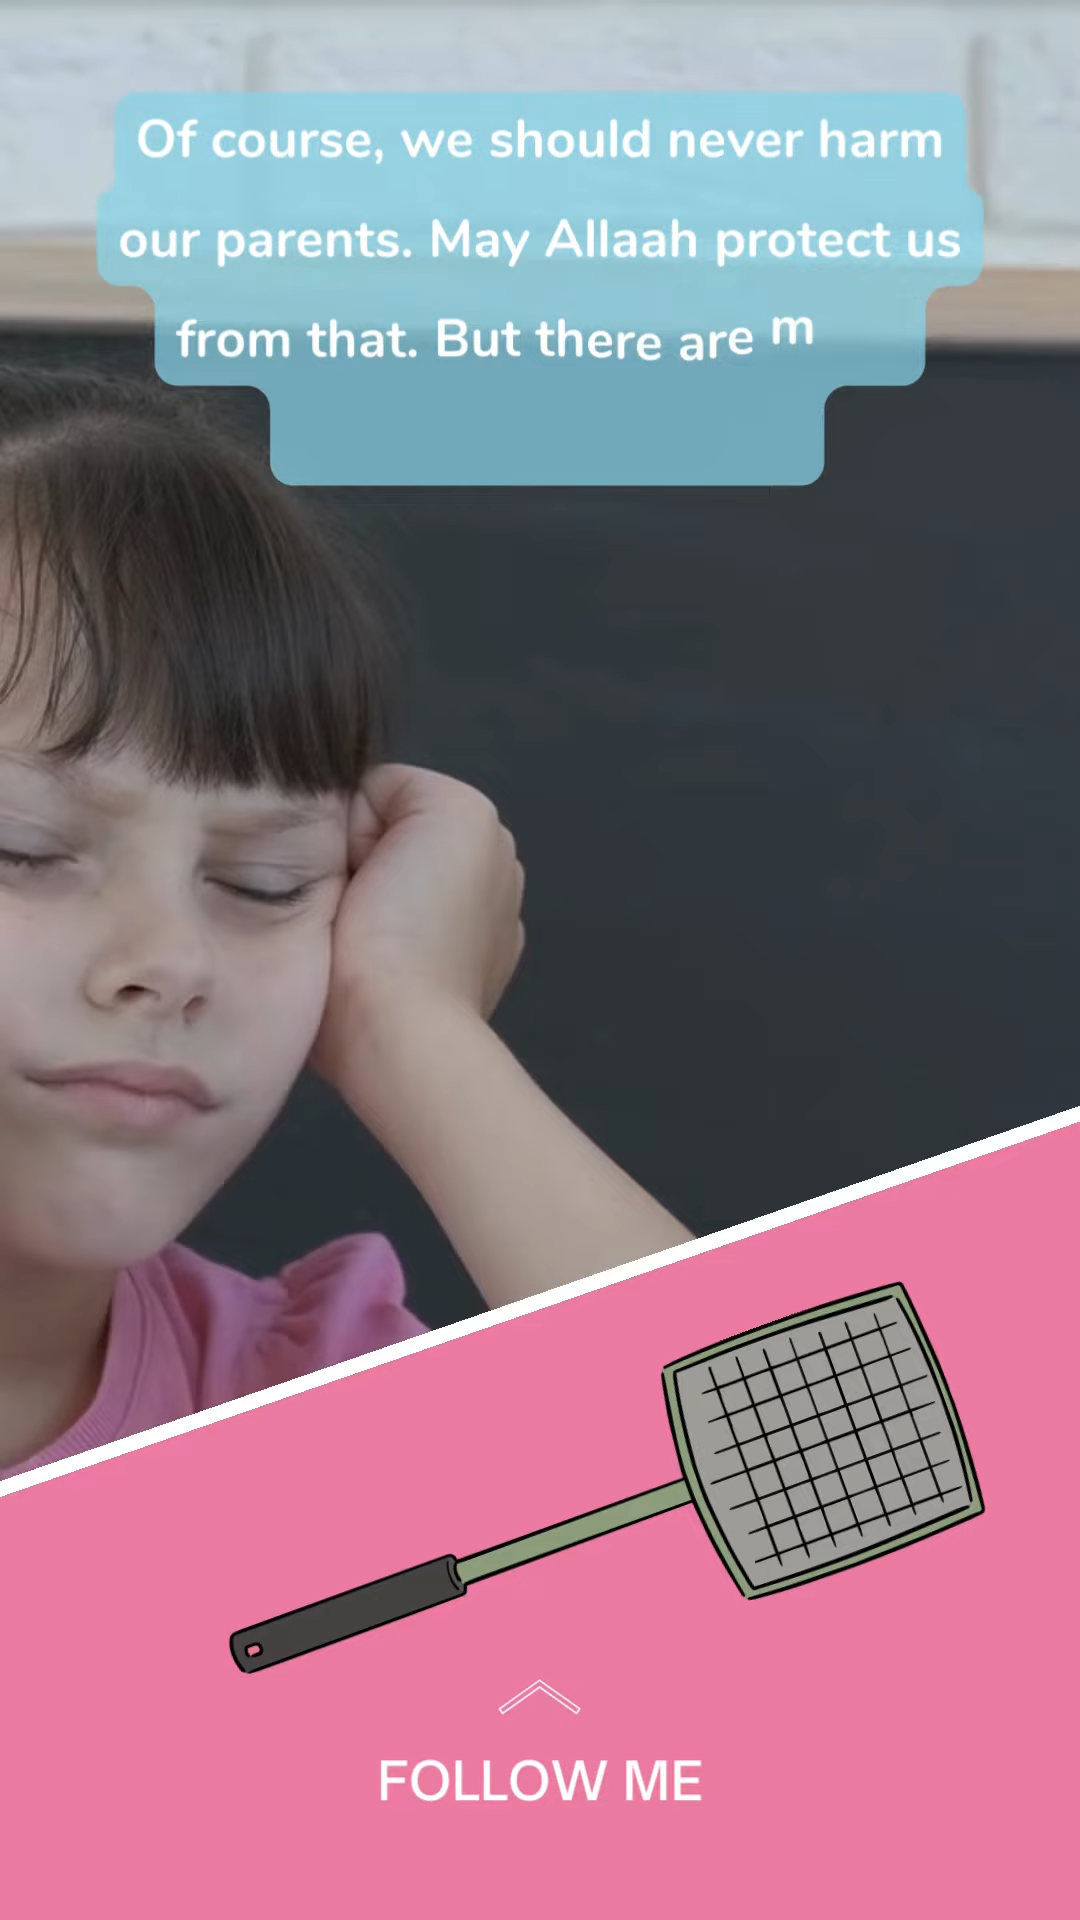 Of course, we should never harm
our parents. May Allaah protect us
from that. But there are m
FOLLOW ME